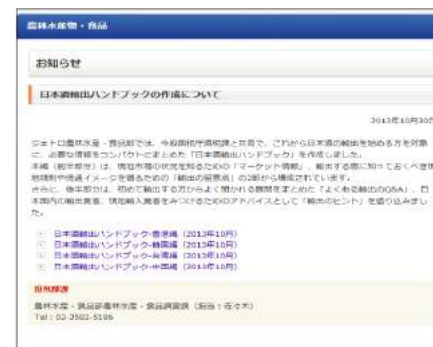 農林水産物・食品
お知らせ
日本酒輸出ハンドブックの作成について
2013年10月30日
ジェトロ農林水産・食品部では、今般国税庁酒税課と共同で、これから日本酒の輸出を始める方を対象
に、必要な情報をコンパクトにまとめた「日本酒輸出ハンドブック」を作成しました。
本編（前半部分）は、現地市場の状況を知るための「マーケット情報」、輸出する際に知っておくべき現
地規制や流通イメージを握るための「輸出の留意点」の2部から構成されています。
さらに、後半部分は、初めて輸出する方からよく聞かれる質問をまとめた「よくある輸出のQ&A」、日
本国内の輸出業者、現地輸入業者をみつけるためのアドバイスとして「輸出のヒント」を盛り込みまし
た。
日本酒輸出ハンドブック-香港編（2013年10月）
日本酒輸出ハンドブック-韓国編（2013年10月）
日本酒輸出ハンドブック-台湾編（2013年10月）
日本酒輸出ハンドブック-中国編（2013年10月）
担当部課
農林水産・食品部農林水産・食品調査課（担当：佐々木）
Tel：03-3582-5186